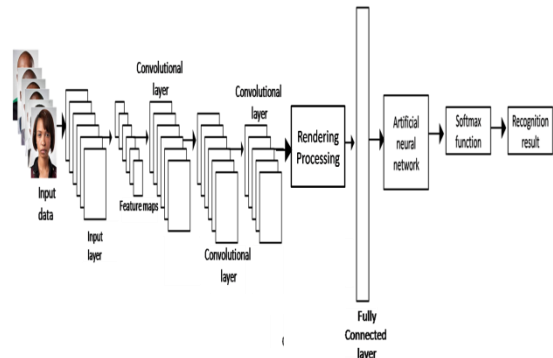 Input
data
Input
layer
Feature maps
Convolutional
layer
Convolutional
layer
Convolutional
layer
Rendering
Processing
Fully
Connected
layer
Artificial
neural
network
Softmax
function
Recognition
result